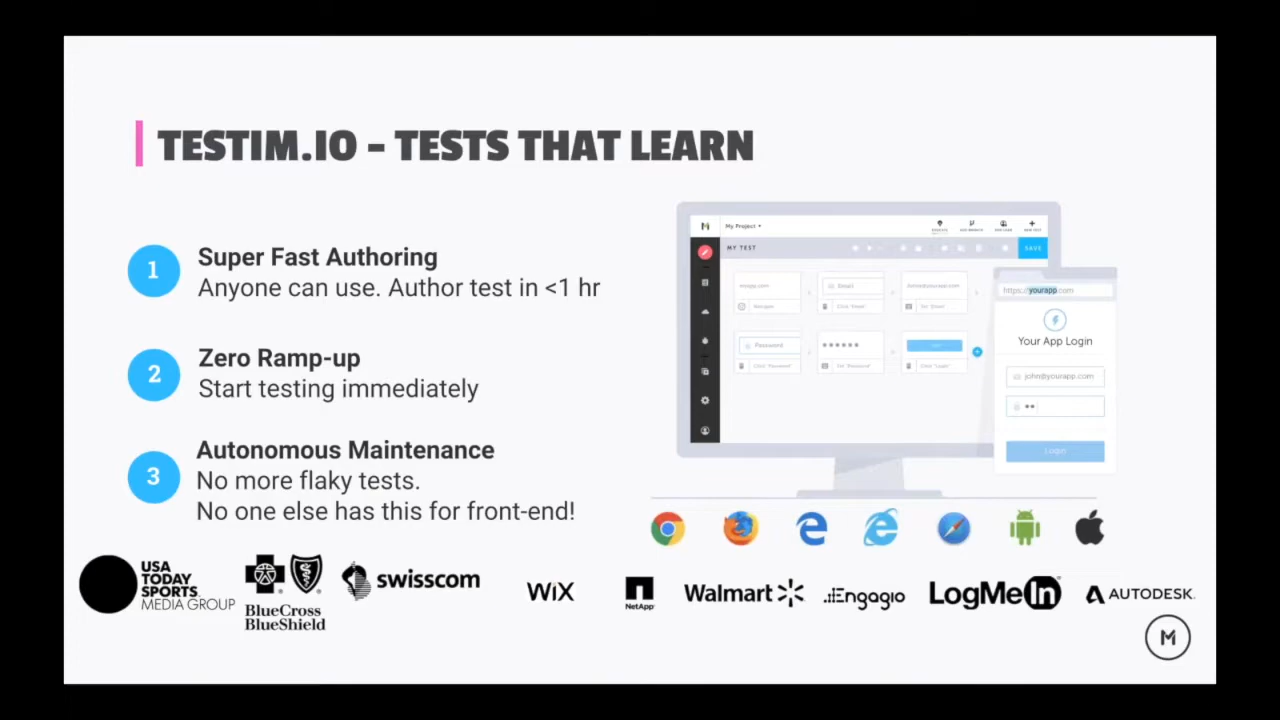 TESTIM.IO – TESTS THAT LEARN
1
Super Fast Authoring
Anyone can use. Author test in <1 hr
2
Zero Ramp-up
Start testing immediately
3
Autonomous Maintenance
No more flaky tests.
No one else has this for front-end!
My Project
MY TEST
SAVE
Email
Password
https://yourapp.com
Your App Login
john@yourapp.com
Login
USA
TODAY
SPORTS
MEDIA GROUP
BlueCross
BlueShield
swisscom
WiX
NetApp
Walmart
Engagio
LogMeIn
AUTODESK.
M